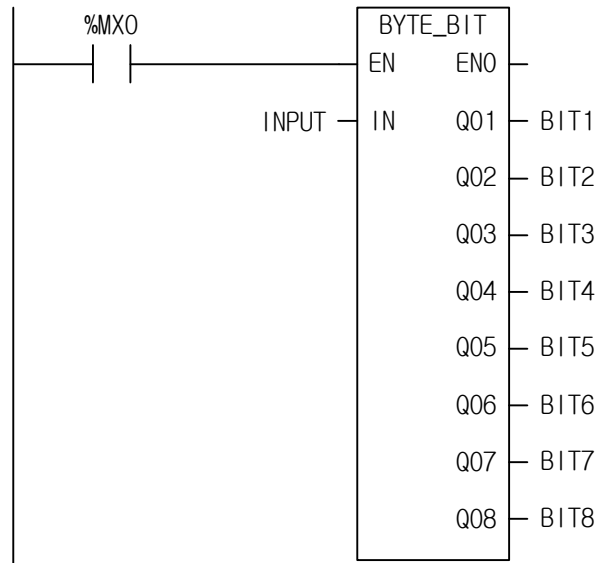 %MX0 BYTE_BIT
EN ENO
INPUT IN Q01 BIT1
Q02 BIT2
Q03 BIT3
Q04 BIT4
Q05 BIT5
Q06 BIT6
Q07 BIT7
Q08 BIT8